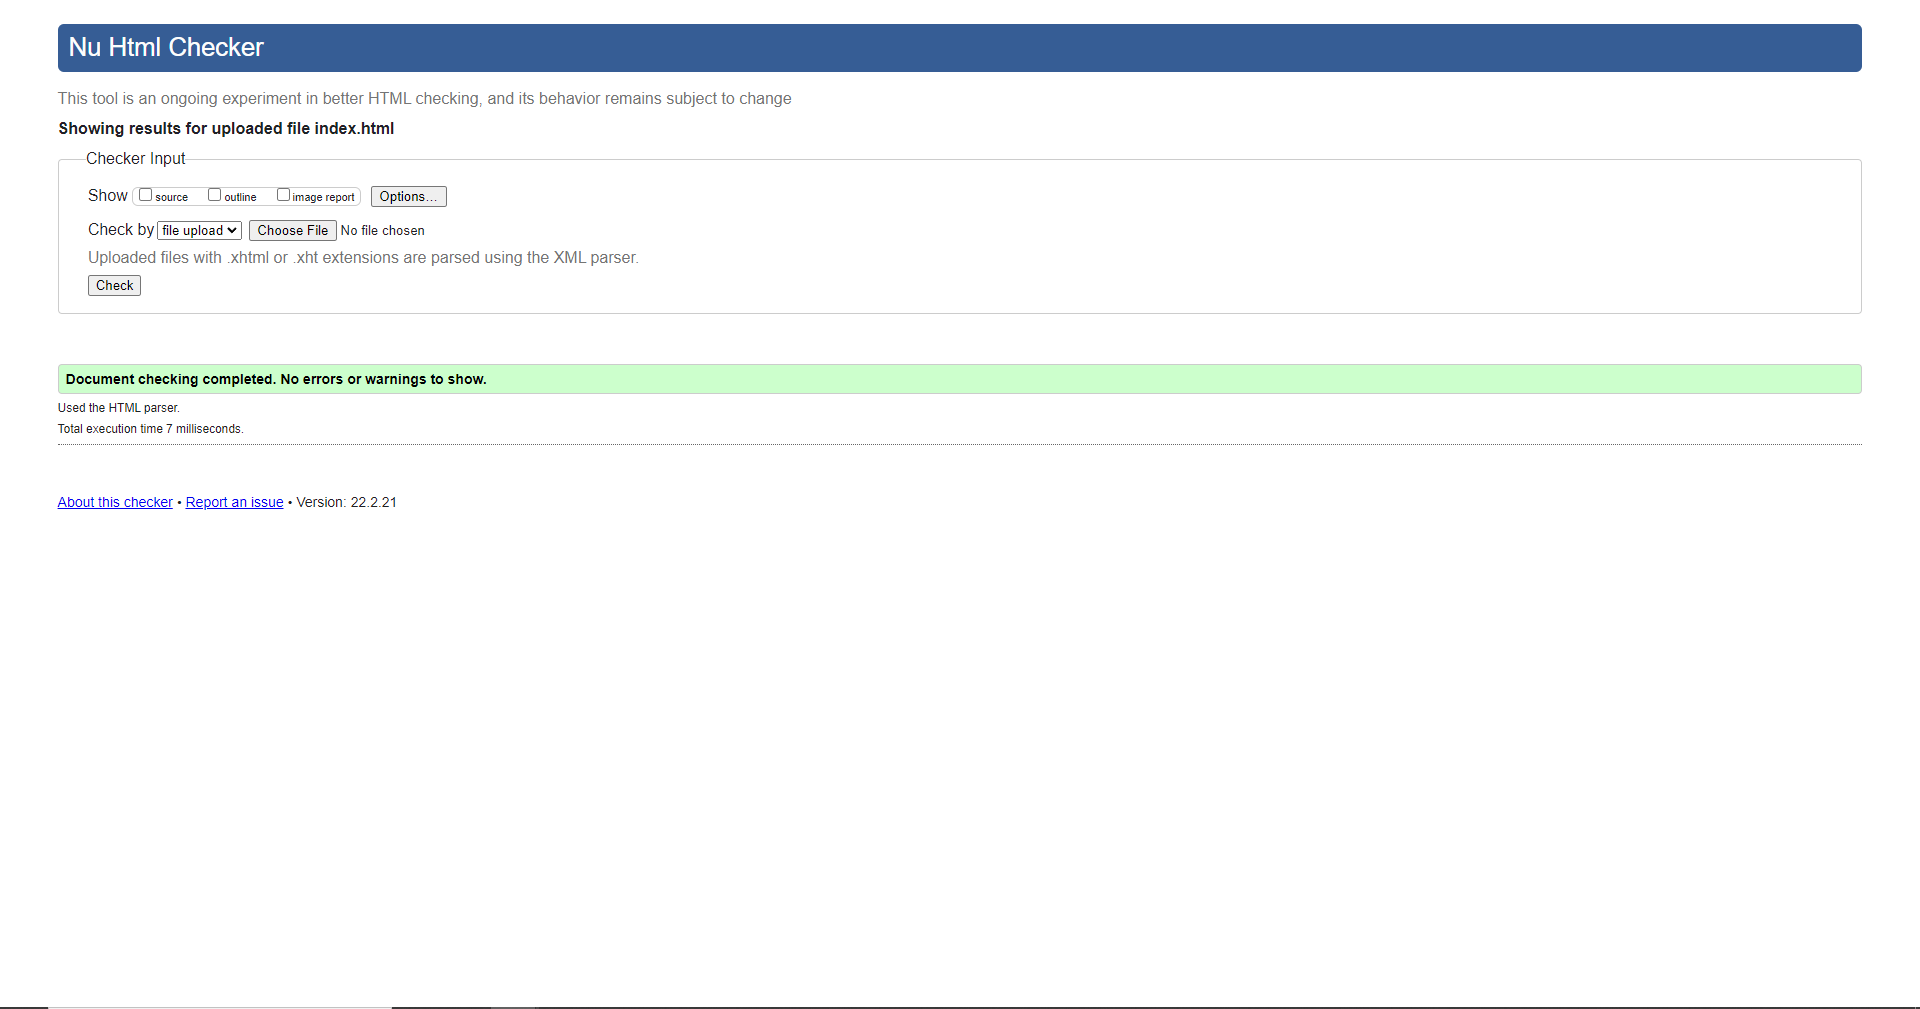 Nu Html Checker
This tool is an ongoing experiment in better HTML checking, and its behavior remains subject to change
Showing results for uploaded file index.html
Checker Input
Show source outline image report Options...
Check by file upload Choose File No file chosen
Uploaded files with .xhtml or .xht extensions are parsed using the XML parser.
Check
Document checking completed. No errors or warnings to show.
Used the HTML parser.
Total execution time 7 milliseconds.
About this checker • Report an issue • Version: 22.2.21